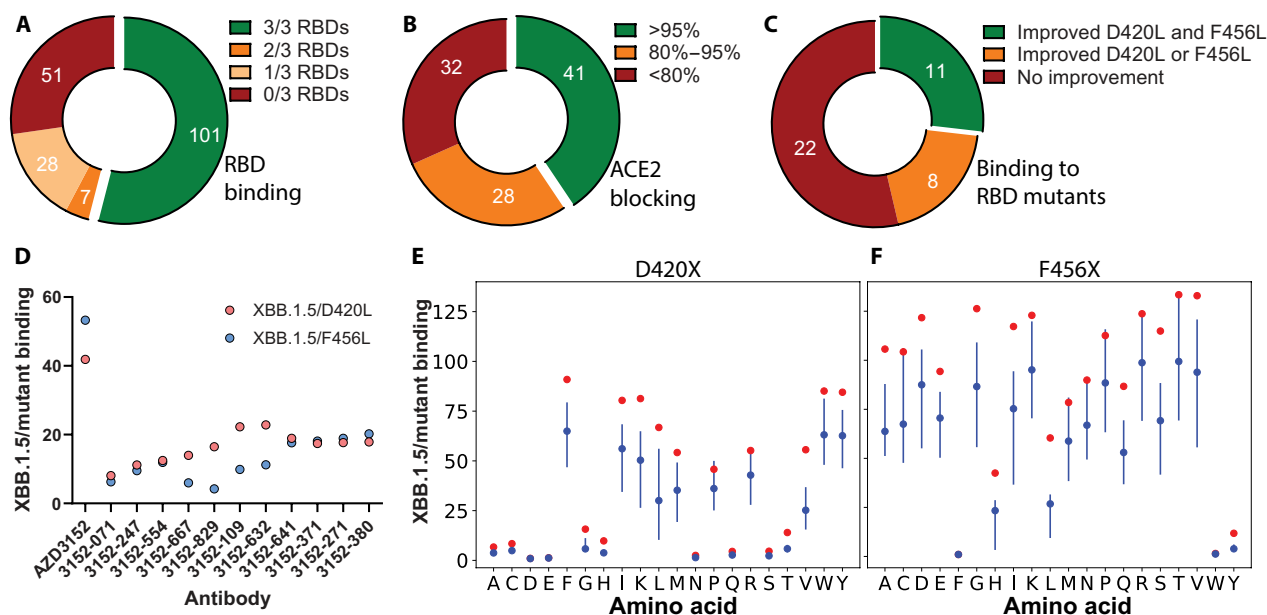 A
3/3 RBDs
2/3 RBDs
1/3 RBDs
0/3 RBDs
51
101
28
7
RBD
binding
B
>95%
80%–95%
<80%
32
41
28
ACE2
blocking
C
Improved D420L and F456L
Improved D420L or F456L
No improvement
11
22
8
Binding to
RBD mutants
D
XBB.1.5/mutant binding
60
40
20
0
XBB.1.5/D420L
XBB.1.5/F456L
AZD3152
3152-071
3152-247
3152-554
3152-667
3152-829
3152-109
3152-632
3152-641
3152-371
3152-271
3152-380
Antibody
E
D420X
XBB.1.5/mutant binding
125
100
75
50
25
0
A C D E F G H I K L M N P Q R S T V W Y
Amino acid
F
F456X
A C D E F G H I K L M N P Q R S T V W Y
Amino acid